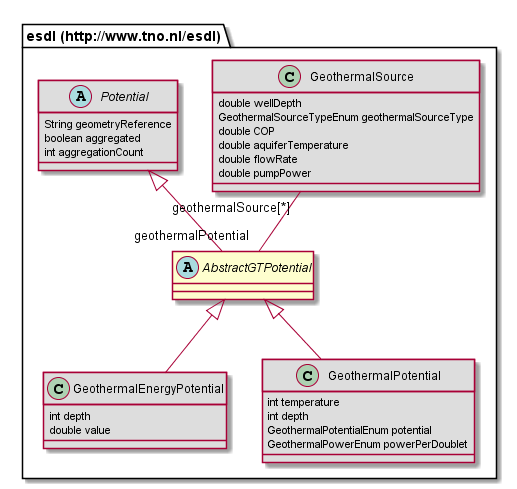 esdl (http://www.tno.nl/esdl)
A Potential
String geometryReference
boolean aggregated
int aggregationCount
C GeothermalSource
double wellDepth
GeothermalSourceTypeEnum geothermalSourceType
double COP
double aquiferTemperature
double flowRate
double pumpPower
geothermalSource[*]
geothermalPotential
A AbstractGTPotential
C GeothermalEnergyPotential
int depth
double value
C GeothermalPotential
int temperature
int depth
GeothermalPotentialEnum potential
GeothermalPowerEnum powerPerDoublet